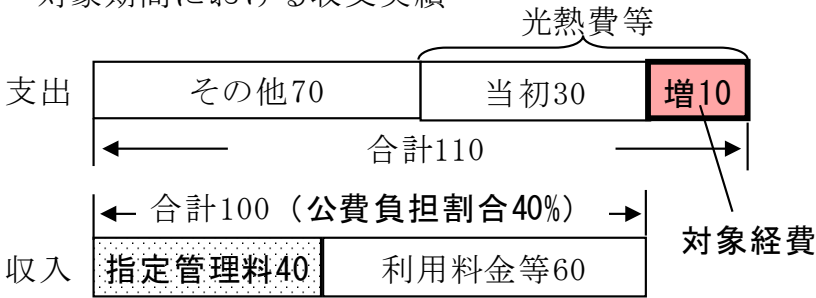 対象期間における収支実績
光熱費等
支出 その他70 当初30 増10
合計110
合計100（公費負担割合40%）
対象経費
収入 指定管理料40 利用料金等60